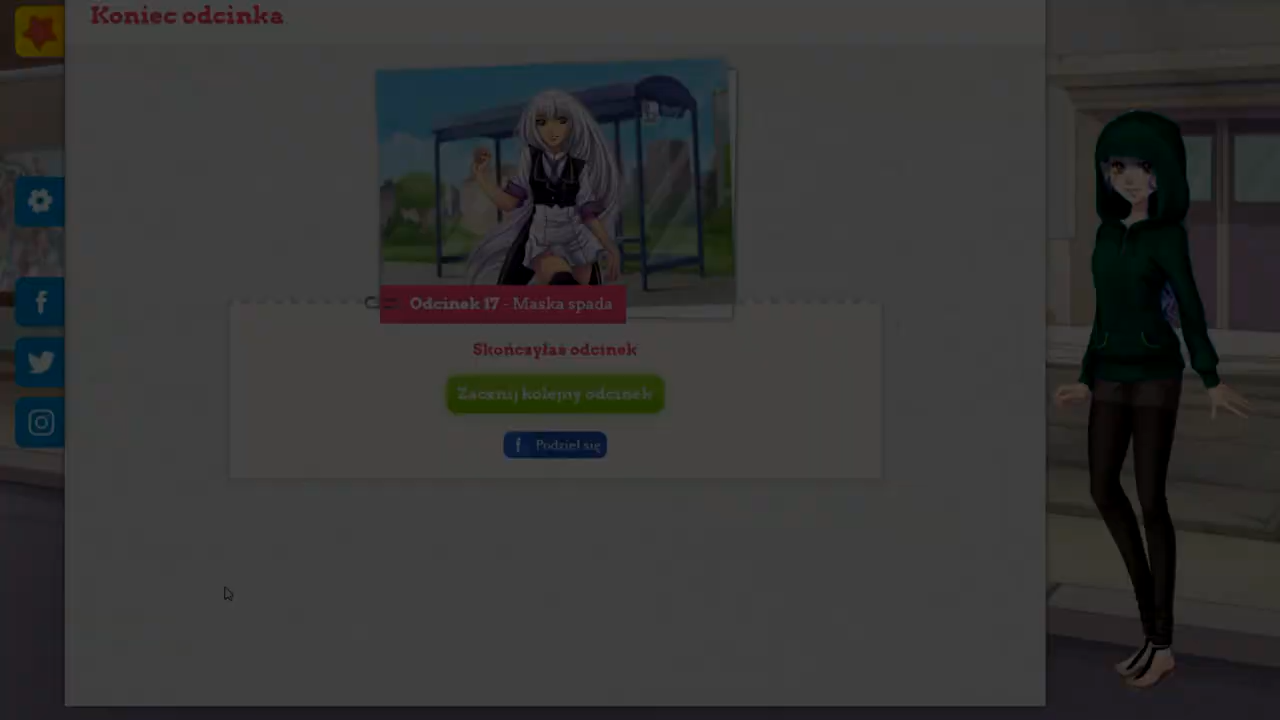 Koniec odcinka
Odcinek 17 - Maska spada
Skończyłaś odcinek
Zacznij kolejny odcinek
f Podziel się